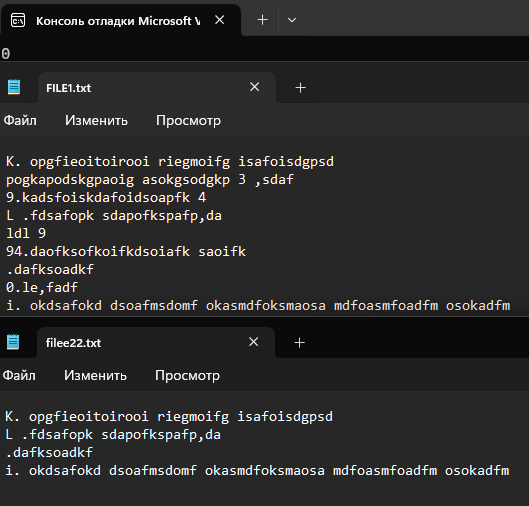 Консоль отладки Microsoft V
0
FILE1.txt
Файл Изменить Просмотр
K. opgfieoitoirooi riegmoifg isafoisdgpsd
pogkapodskgpaoig asokgsodgkp 3 ,sdaf
9.kadsfoiskdafoidsoapfk 4
L .fdsafopk sdapofkspafp,da
ldl 9
94.daofksofkoifkdsoiafk saoifk
.dafksoadkf
0.le,fadf
i. okdsafokd dsoafmsdomf okasmdfoksmaosa mdfoasmfoadfm osokadfm
filee22.txt
Файл Изменить Просмотр
K. opgfieoitoirooi riegmoifg isafoisdgpsd
L .fdsafopk sdapofkspafp,da
.dafksoadkf
i. okdsafokd dsoafmsdomf okasmdfoksmaosa mdfoasmfoadfm osokadfm